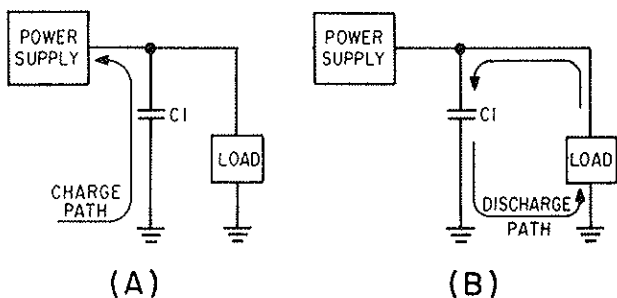 POWER
SUPPLY
C1
LOAD
CHARGE
PATH
(A)
POWER
SUPPLY
C1
LOAD
DISCHARGE
PATH
(B)